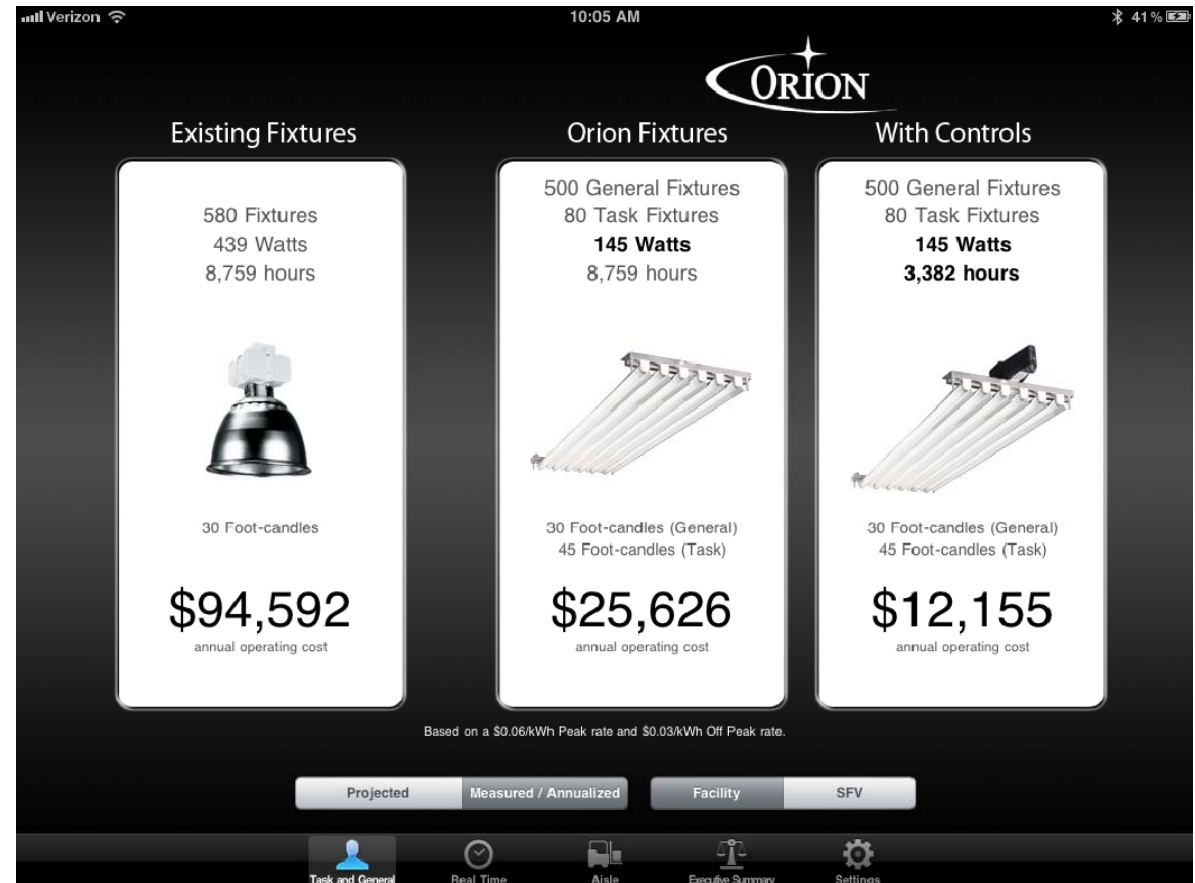 Verizon
10:05 AM
41%
ORION
Existing Fixtures
580 Fixtures
439 Watts
8,759 hours
30 Foot-candles
$94,592
annual operating cost
Orion Fixtures
500 General Fixtures
80 Task Fixtures
145 Watts
8,759 hours
30 Foot-candles (General)
45 Foot-candles (Task)
$25,626
annual operating cost
With Controls
500 General Fixtures
80 Task Fixtures
145 Watts
3,382 hours
30 Foot-candles (General)
45 Foot-candles (Task)
$12,155
annual operating cost
Based on a $0.06/kWh Peak rate and $0.03/kWh Off Peak rate.
Projected
Measured / Annualized
Facility
SFV
Task and General
Real Time
Aisle
Executive Summary
Settings